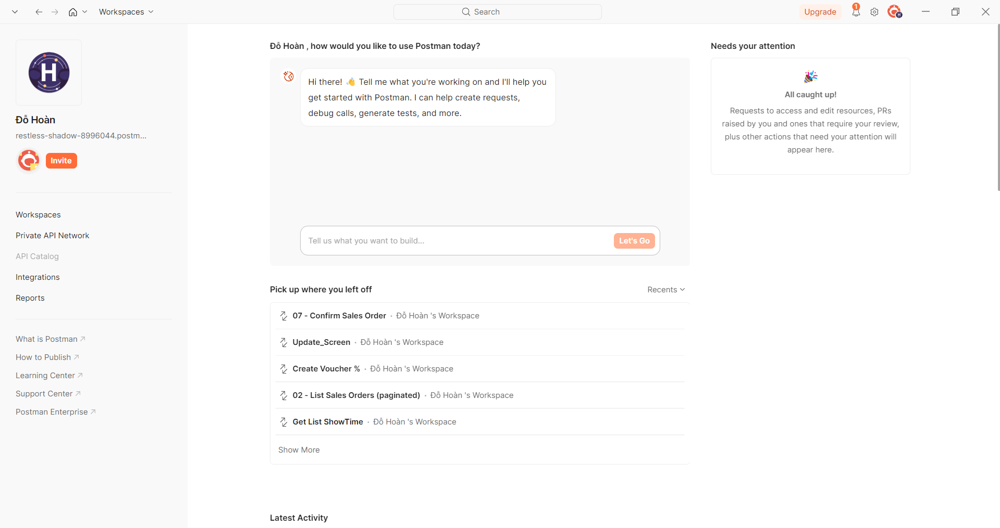 Workspaces
Search
Upgrade
1
H
H
Đỗ Hoàn
restless-shadow-8996044.postm...
Invite
Workspaces
Private API Network
API Catalog
Integrations
Reports
What is Postman
How to Publish
Learning Center
Support Center
Postman Enterprise
Đỗ Hoàn , how would you like to use Postman today?
Hi there! 👋 Tell me what you're working on and I'll help you
get started with Postman. I can help create requests,
debug calls, generate tests, and more.
Tell us what you want to build...
Let's Go
Pick up where you left off
Recents
07 - Confirm Sales Order · Đỗ Hoàn 's Workspace
Update_Screen · Đỗ Hoàn 's Workspace
Create Voucher % · Đỗ Hoàn 's Workspace
02 - List Sales Orders (paginated) · Đỗ Hoàn 's Workspace
Get List ShowTime · Đỗ Hoàn 's Workspace
Show More
Latest Activity
Needs your attention
All caught up!
Requests to access and edit resources, PRs
raised by you and ones that require your review,
plus other actions that need your attention will
appear here.